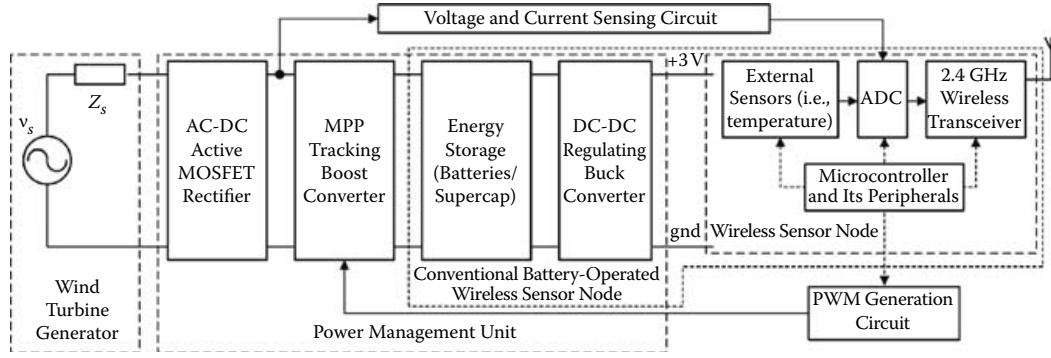 Voltage and Current Sensing Circuit
Z_s
ν_s
AC-DC
Active
MOSFET
Rectifier
MPP
Tracking
Boost
Converter
Energy
Storage
(Batteries/
Supercap)
DC-DC
Regulating
Buck
Converter
+3 V
gnd
External
Sensors (i.e.,
temperature)
ADC
2.4 GHz
Wireless
Transceiver
Microcontroller
and Its Peripherals
Wireless Sensor Node
Conventional Battery-Operated
Wireless Sensor Node
Wind
Turbine
Generator
Power Management Unit
PWM Generation
Circuit